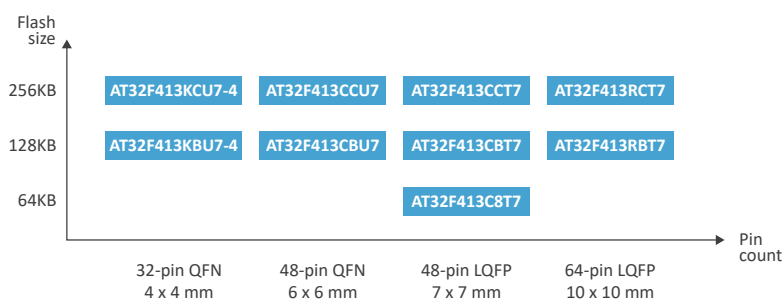 Flash
size
256KB
AT32F413KCU7-4 AT32F413CCU7 AT32F413CCT7 AT32F413RCT7
128KB
AT32F413KBU7-4 AT32F413CBU7 AT32F413CBT7 AT32F413RBT7
64KB
AT32F413C8T7
Pin
count
32-pin QFN 48-pin QFN 48-pin LQFP 64-pin LQFP
4 x 4 mm 6 x 6 mm 7 x 7 mm 10 x 10 mm